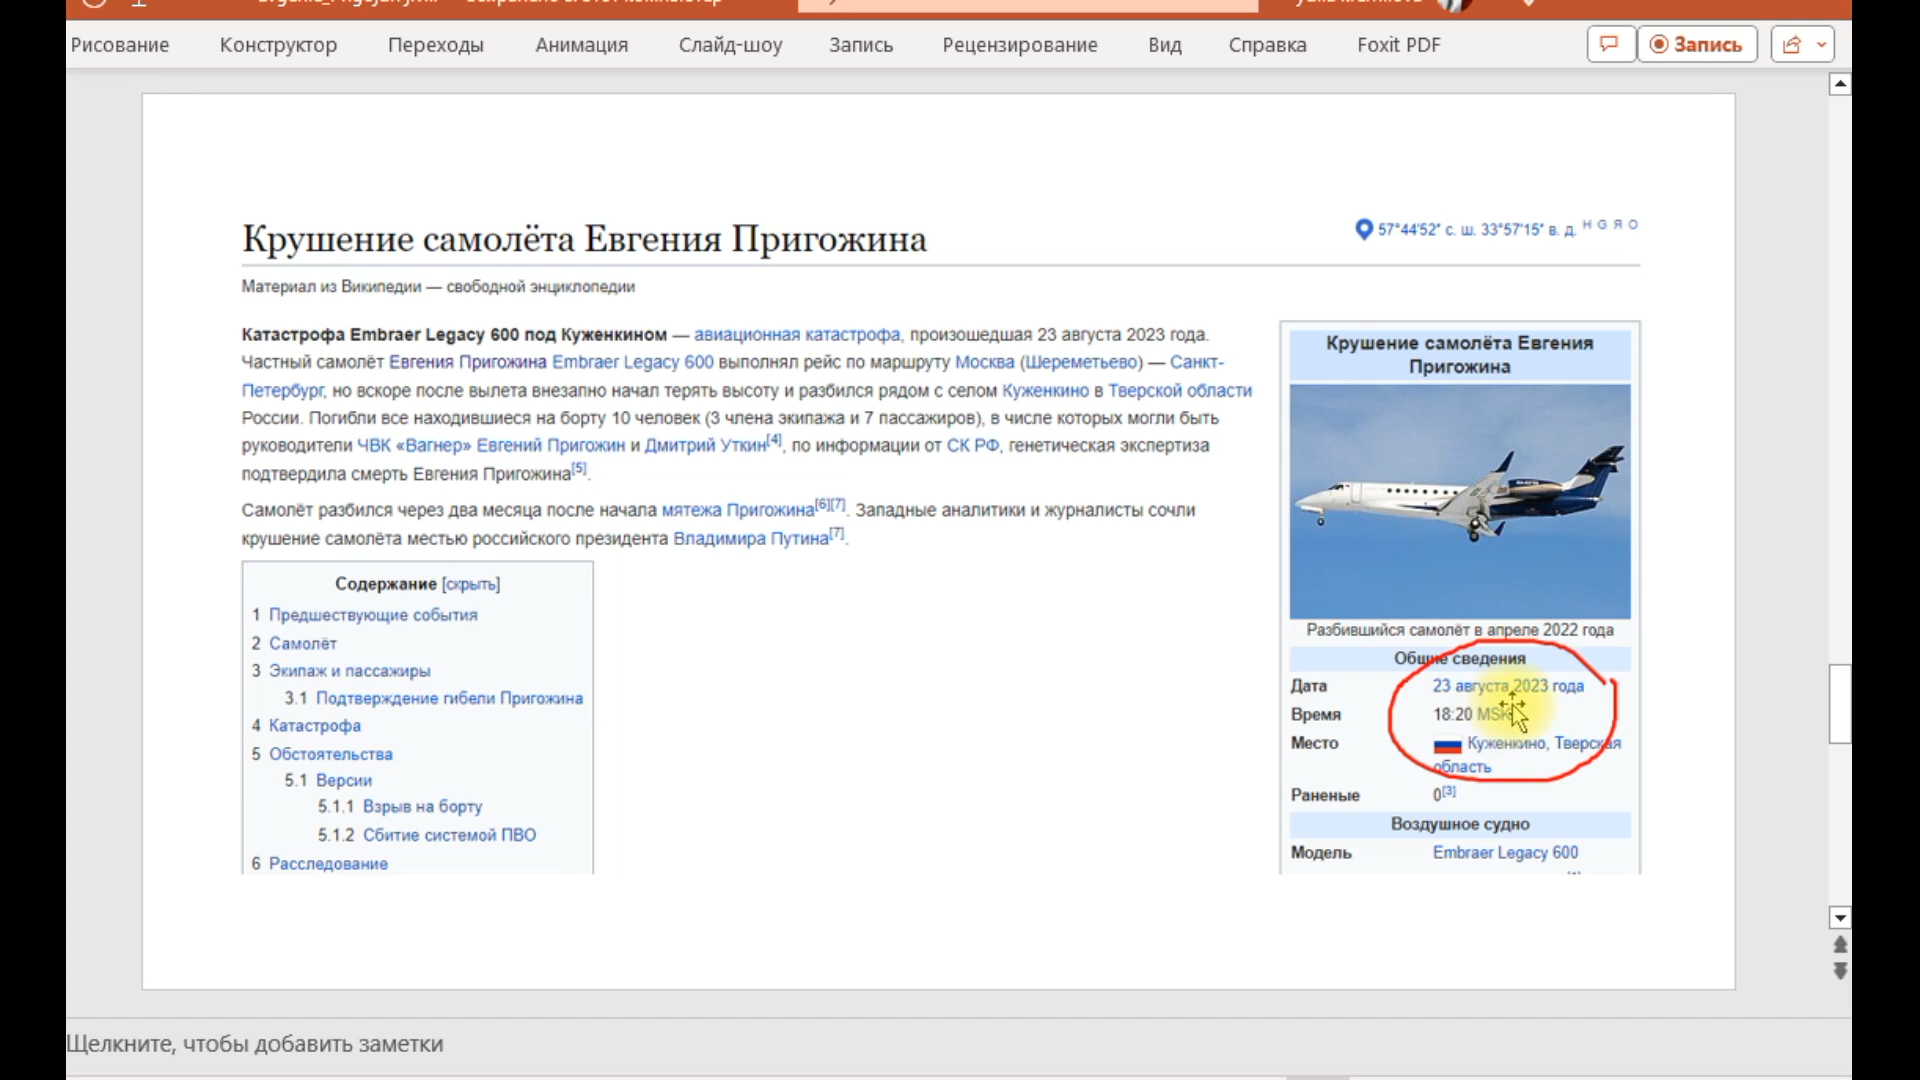 Рисование Конструктор Переходы Анимация Слайд-шоу Запись Рецензирование Вид Справка Foxit PDF Запись
Крушение самолёта Евгения Пригожина
57°44′52″ с. ш. 33°57′15″ в. д. H G Я O
Материал из Википедии — свободной энциклопедии
Катастрофа Embraer Legacy 600 под Куженкином — авиационная катастрофа, произошедшая 23 августа 2023 года.
Частный самолёт Евгения Пригожина Embraer Legacy 600 выполнял рейс по маршруту Москва (Шереметьево) — Санкт-
Петербург, но вскоре после вылета внезапно начал терять высоту и разбился рядом с селом Куженкино в Тверской области
России. Погибли все находившиеся на борту 10 человек (3 члена экипажа и 7 пассажиров), в числе которых могли быть
руководители ЧВК «Вагнер» Евгений Пригожин и Дмитрий Уткин[4], по информации от СК РФ, генетическая экспертиза
подтвердила смерть Евгения Пригожина[5].
Самолёт разбился через два месяца после начала мятежа Пригожина[6][7]. Западные аналитики и журналисты сочли
крушение самолёта местью российского президента Владимира Путина[7].
Содержание [скрыть]
1 Предшествующие события
2 Самолёт
3 Экипаж и пассажиры
3.1 Подтверждение гибели Пригожина
4 Катастрофа
5 Обстоятельства
5.1 Версии
5.1.1 Взрыв на борту
5.1.2 Сбитие системой ПВО
6 Расследование
Крушение самолёта Евгения
Пригожина
Разбившийся самолёт в апреле 2022 года
Общие сведения
Дата 23 августа 2023 года
Время 18:20 MSK
Место Куженкино, Тверская
область
Раненые 0[3]
Воздушное судно
Модель Embraer Legacy 600
Щелкните, чтобы добавить заметки